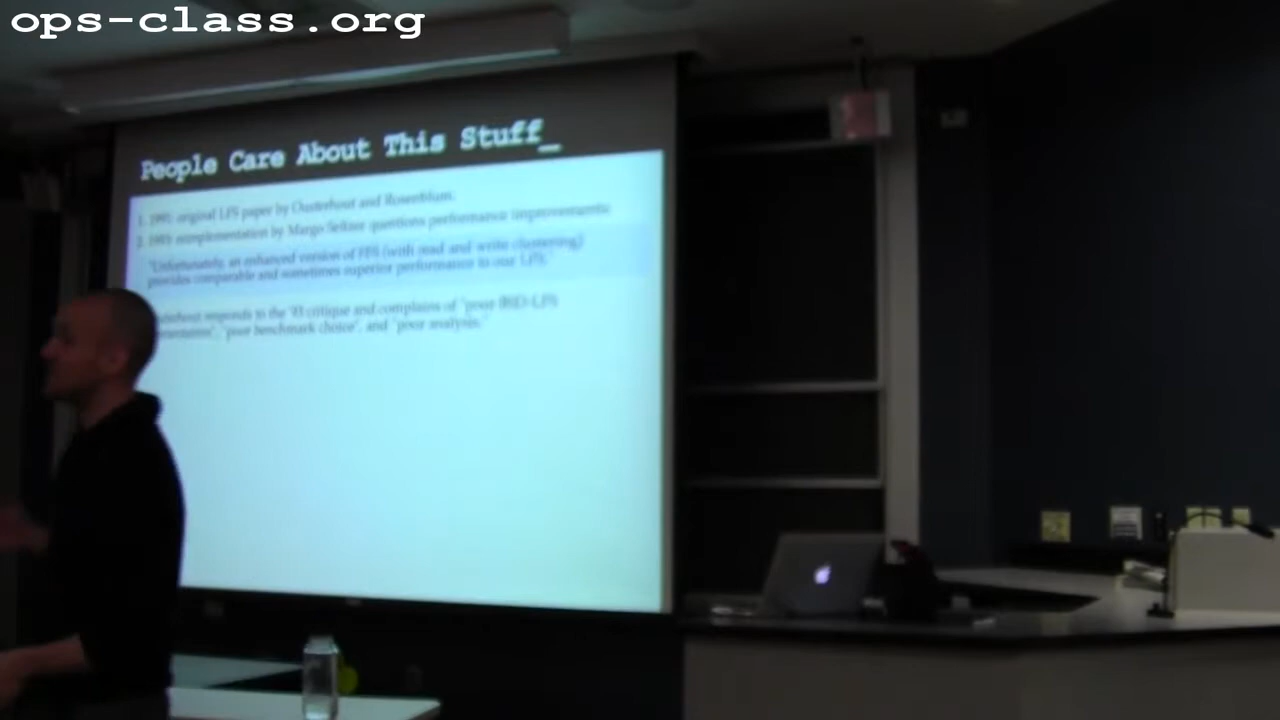 ops-class.org
People Care About This Stuff_
1. 1991: original LFS paper by Ousterhout and Rosenblum.
2. 1993: reimplementation by Margo Seltzer questions performance improvements:
"Unfortunately, an enhanced version of FFS (with read and write clustering)
provides comparable and sometimes superior performance to our LFS."
responds to the '93 critique and complains of "poor BSD-LFS
", "poor benchmark choice", and "poor analysis."